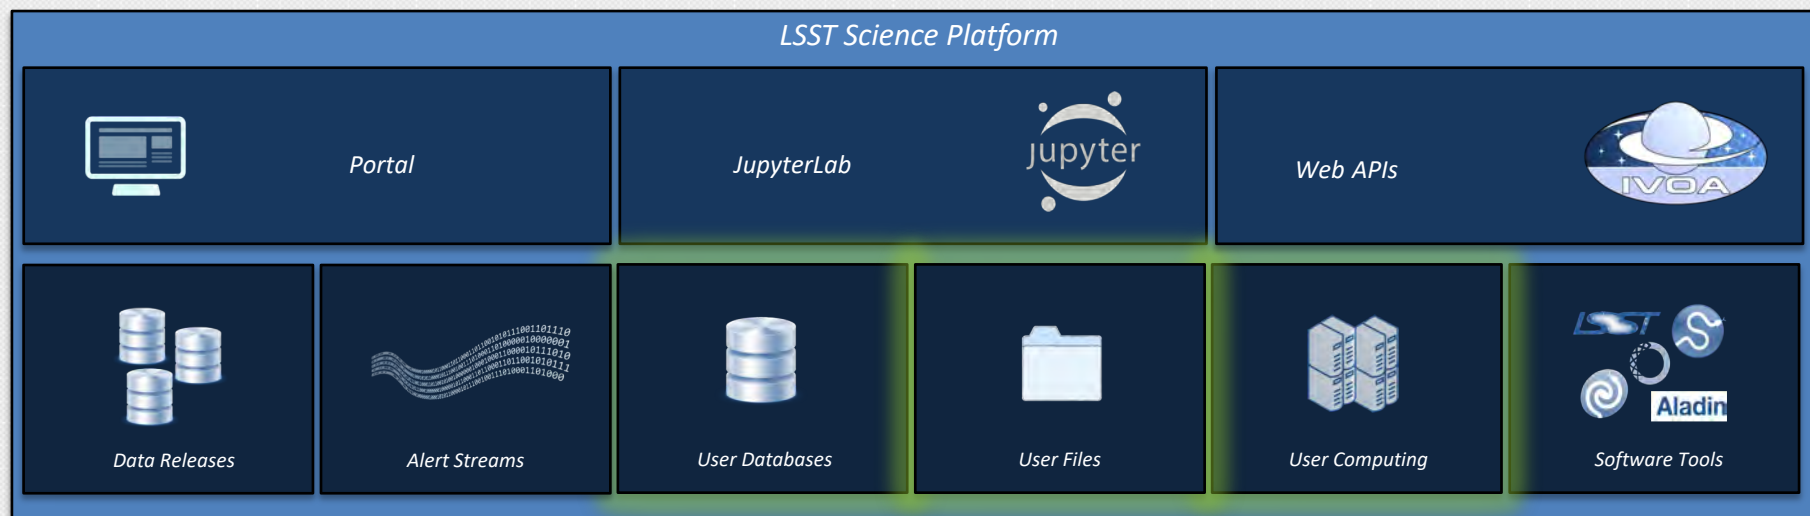 LSST Science Platform
Portal
JupyterLab
jupyter
Web APIs
IVOA
LSST
Aladin
Data Releases
Alert Streams
User Databases
User Files
User Computing
Software Tools